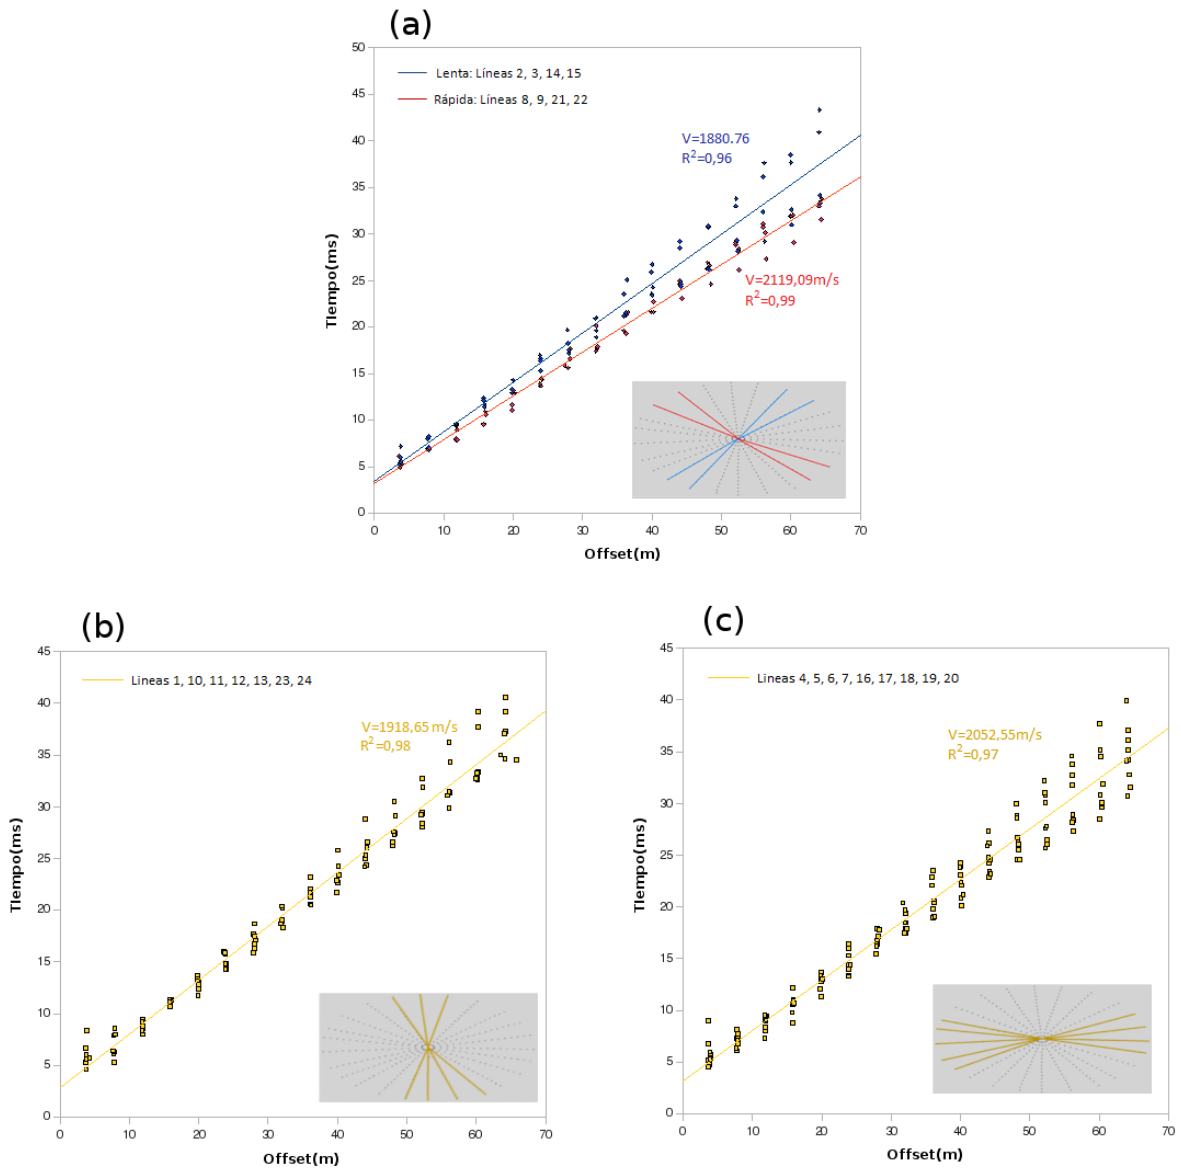 (a)
50
45
40
35
30
25
20
15
10
5
0
TIempo(ms)
Lenta: Líneas 2, 3, 14, 15
Rápida: Líneas 8, 9, 21, 22
V=1880.76
R²=0,96
V=2119,09m/s
R²=0,99
0 10 20 30 40 50 60 70
Offset(m)
(b)
45
40
35
30
25
20
15
10
5
0
TIempo(ms)
Lineas 1, 10, 11, 12, 13, 23, 24
V=1918,65m/s
R²=0,98
0 10 20 30 40 50 60 70
Offset(m)
(c)
45
40
35
30
25
20
15
10
5
0
TIempo(ms)
Lineas 4, 5, 6, 7, 16, 17, 18, 19, 20
V=2052,55m/s
R²=0,97
0 10 20 30 40 50 60 70
Offset(m)